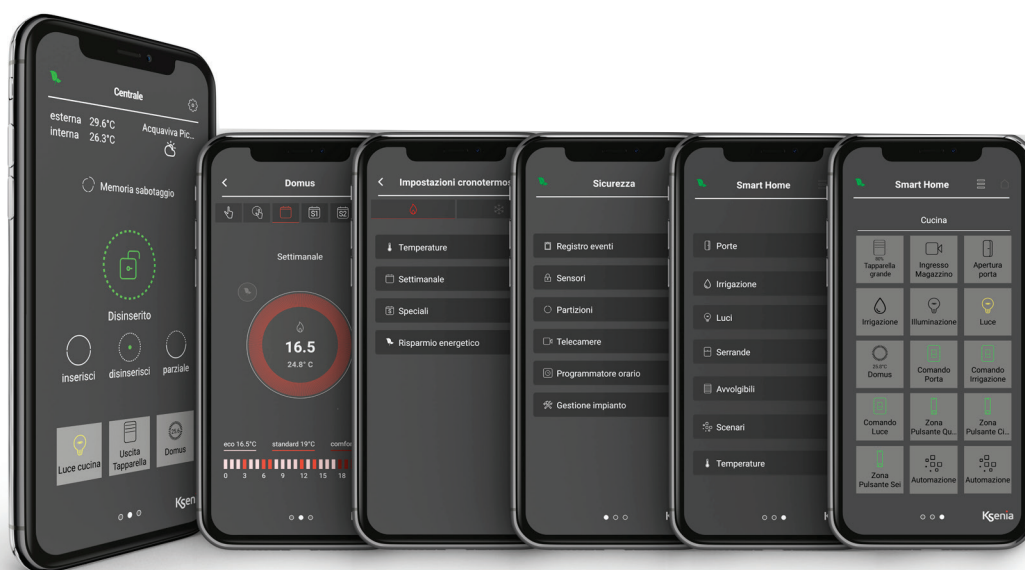 Centrale
esterna 29.6°C
interna 26.3°C
Acquaviva Pic...
Memoria sabotaggio
Disinserito
inserisci
disinserisci
parziale
Luce cucina
Uscita
Tapparella
25.6
Domus
Ksenia
Domus
S1
S2
Settimanale
16.5
24.8° C
eco 16.5°C
standard 19°C
0 3 6 9 12 15 18
Impostazioni cronotermos
Temperature
Settimanale
Speciali
Risparmio energetico
Sicurezza
Registro eventi
Sensori
Partizioni
Telecamere
Programmatore orario
Gestione impianto
Smart Home
Porte
Irrigazione
Luci
Serrande
Avvolgibili
Scenari
Temperature
Smart Home
Cucina
Tapparella
grande
Ingresso
Magazzino
Apertura
porta
Irrigazione
Illuminazione
Luce
Domus
Comando
Porta
Comando
Irrigazione
Comando
Luce
Zona
Pulsante Qu...
Zona
Pulsante Ci...
Zona
Pulsante Sei
Automazione
Automazione
Ksenia